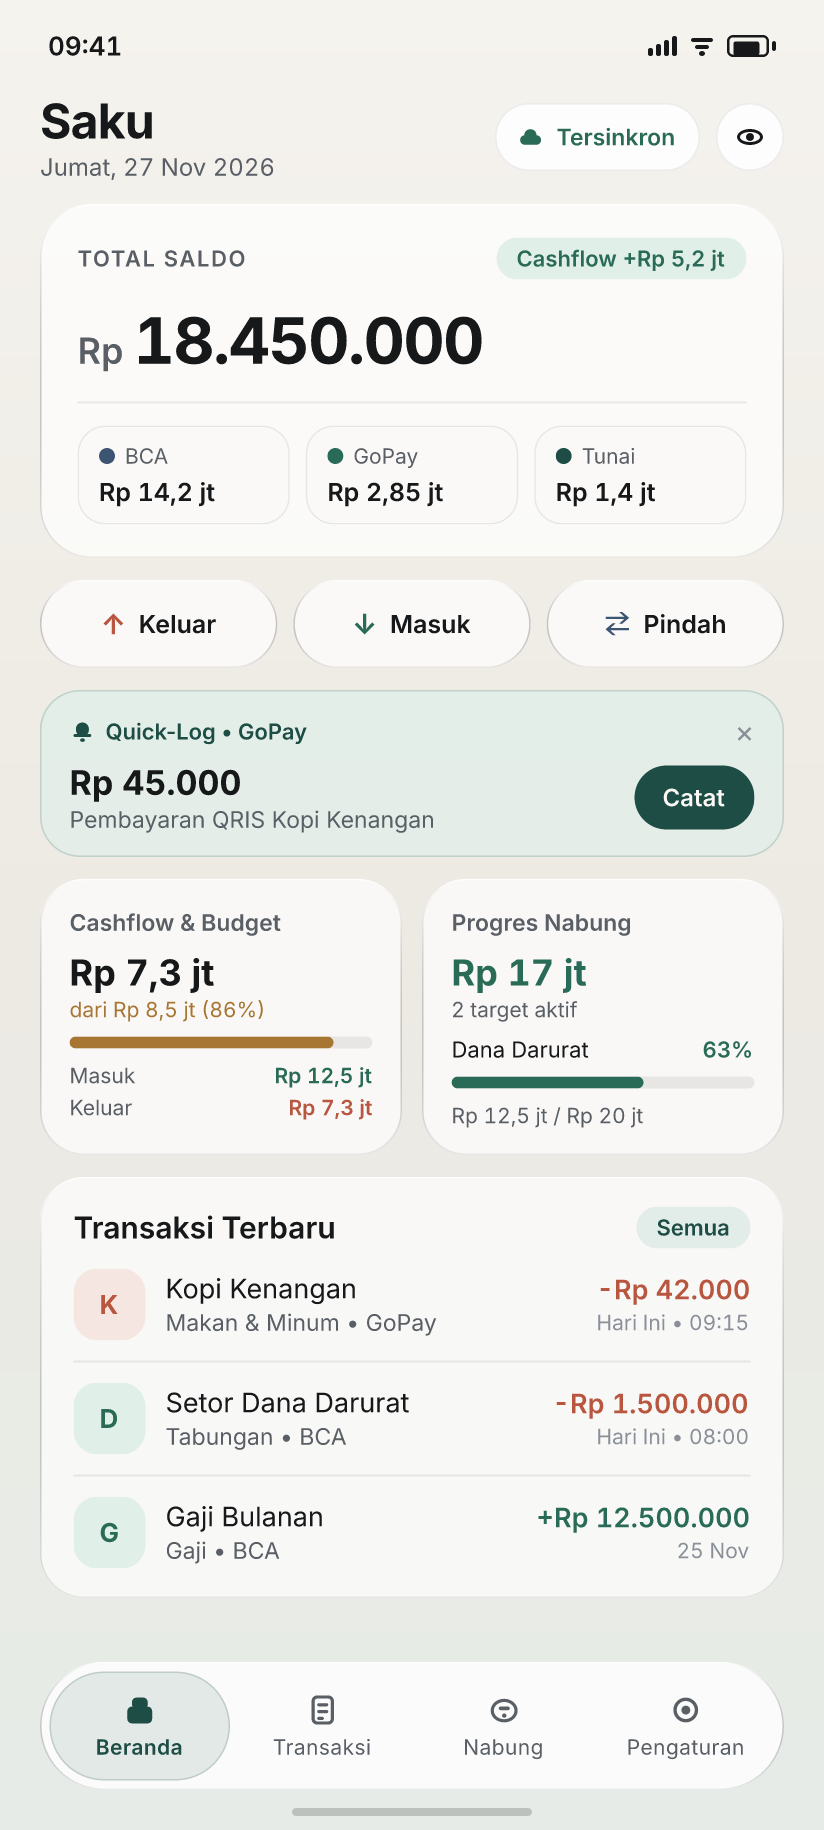 09:41
Saku
Jumat, 27 Nov 2026
Tersinkron
TOTAL SALDO
Cashflow +Rp 5,2 jt
Rp 18.450.000
BCA
Rp 14,2 jt
GoPay
Rp 2,85 jt
Tunai
Rp 1,4 jt
Keluar
Masuk
Pindah
Quick-Log • GoPay
Rp 45.000
Pembayaran QRIS Kopi Kenangan
Catat
Cashflow & Budget
Rp 7,3 jt
dari Rp 8,5 jt (86%)
Masuk Rp 12,5 jt
Keluar Rp 7,3 jt
Progres Nabung
Rp 17 jt
2 target aktif
Dana Darurat 63%
Rp 12,5 jt / Rp 20 jt
Transaksi Terbaru
Semua
K
Kopi Kenangan
-Rp 42.000
Makan & Minum • GoPay
Hari Ini • 09:15
D
Setor Dana Darurat
-Rp 1.500.000
Tabungan • BCA
Hari Ini • 08:00
G
Gaji Bulanan
+Rp 12.500.000
Gaji • BCA
25 Nov
Beranda
Transaksi
Nabung
Pengaturan